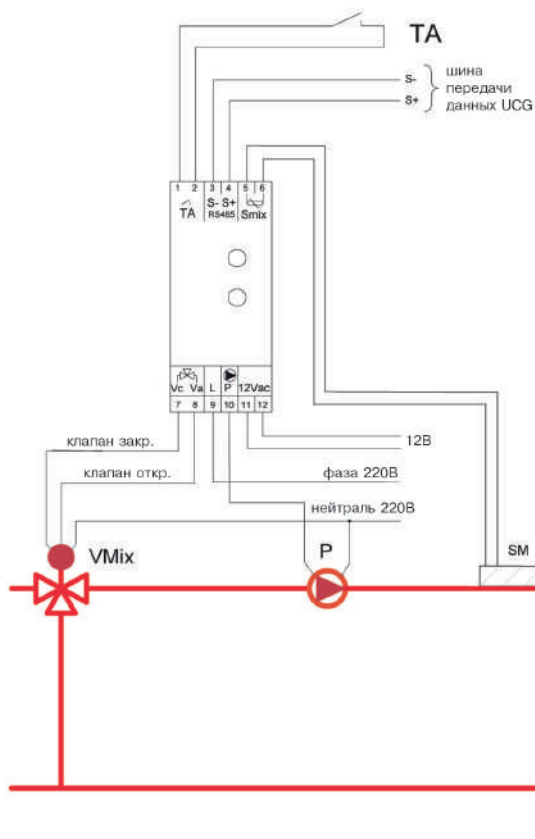 TA
S- шина
передачи
S+ данных UCG
1 2 3 4 5 6
TA S- S+ Smix
RS485
Vc Va L P 12Vac
7 8 9 10 11 12
клапан закр. 12В
клапан откр. фаза 220В
нейтраль 220В
VMix P SM